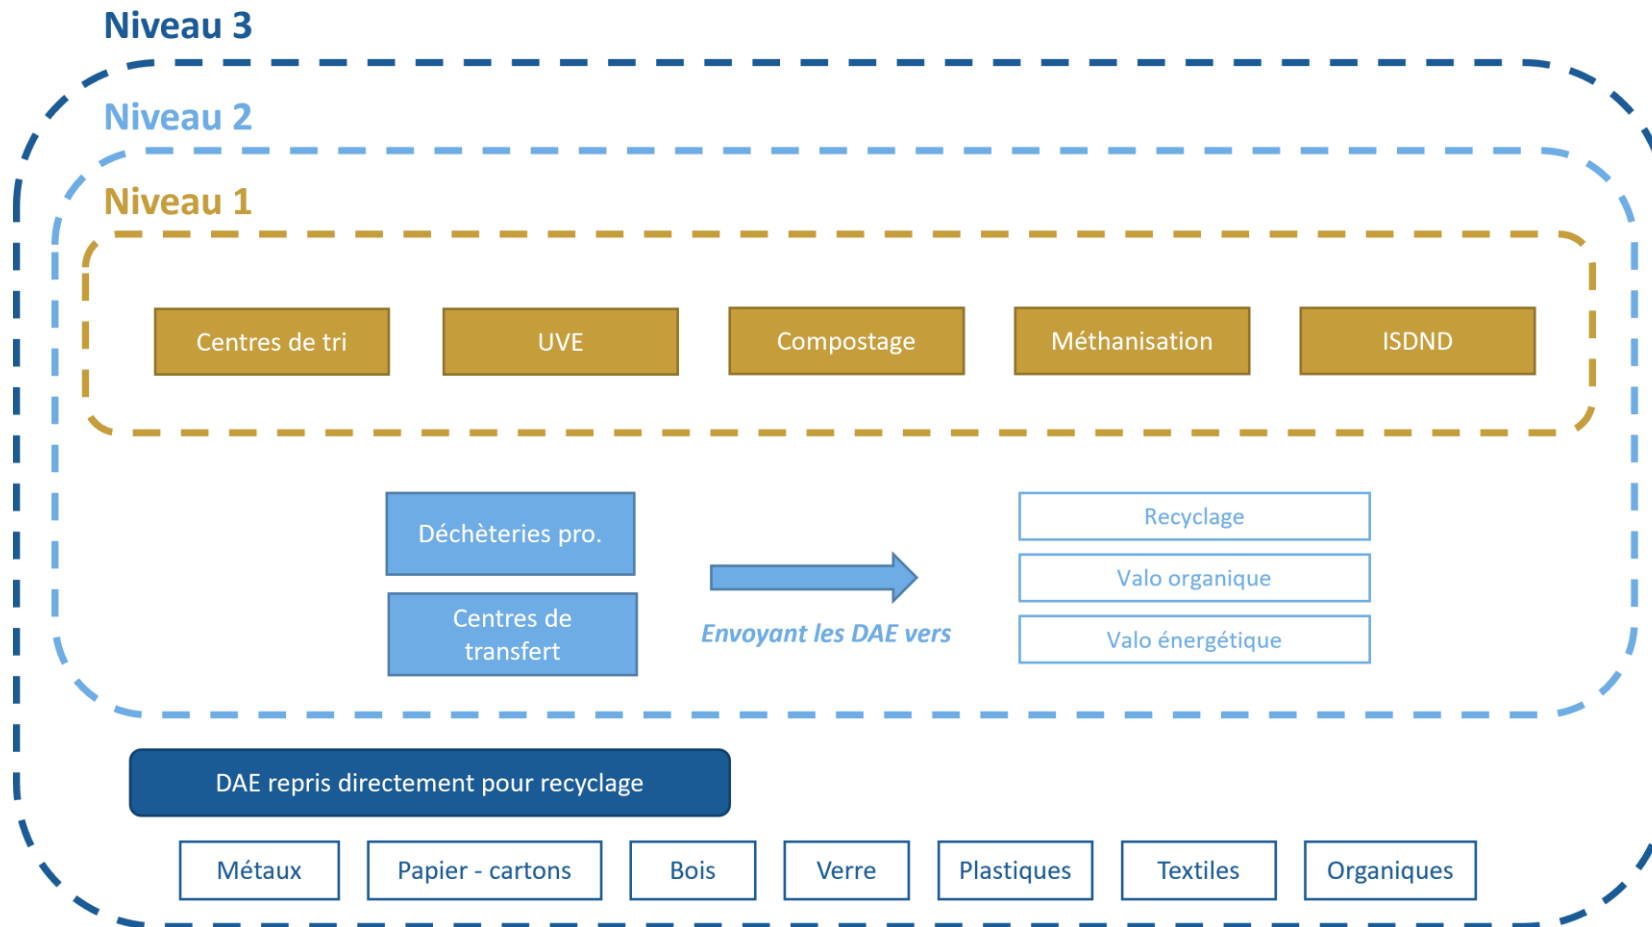 Niveau 3
Niveau 2
Niveau 1
Centres de tri
UVE
Compostage
Méthanisation
ISDND
Déchèteries pro.
Centres de
transfert
Envoyant les DAE vers
Recyclage
Valo organique
Valo énergétique
DAE repris directement pour recyclage
Métaux
Papier - cartons
Bois
Verre
Plastiques
Textiles
Organiques